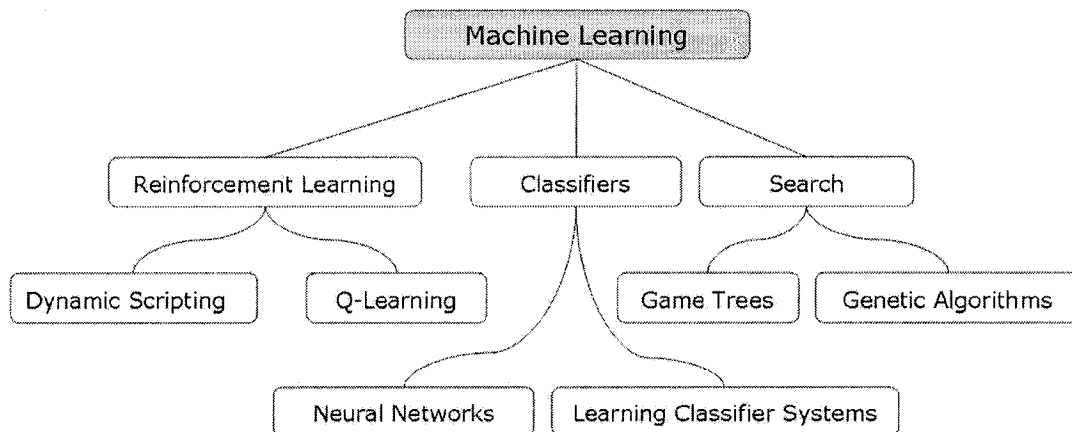 Machine Learning
Reinforcement Learning
Classifiers
Search
Dynamic Scripting
Q-Learning
Game Trees
Genetic Algorithms
Neural Networks
Learning Classifier Systems